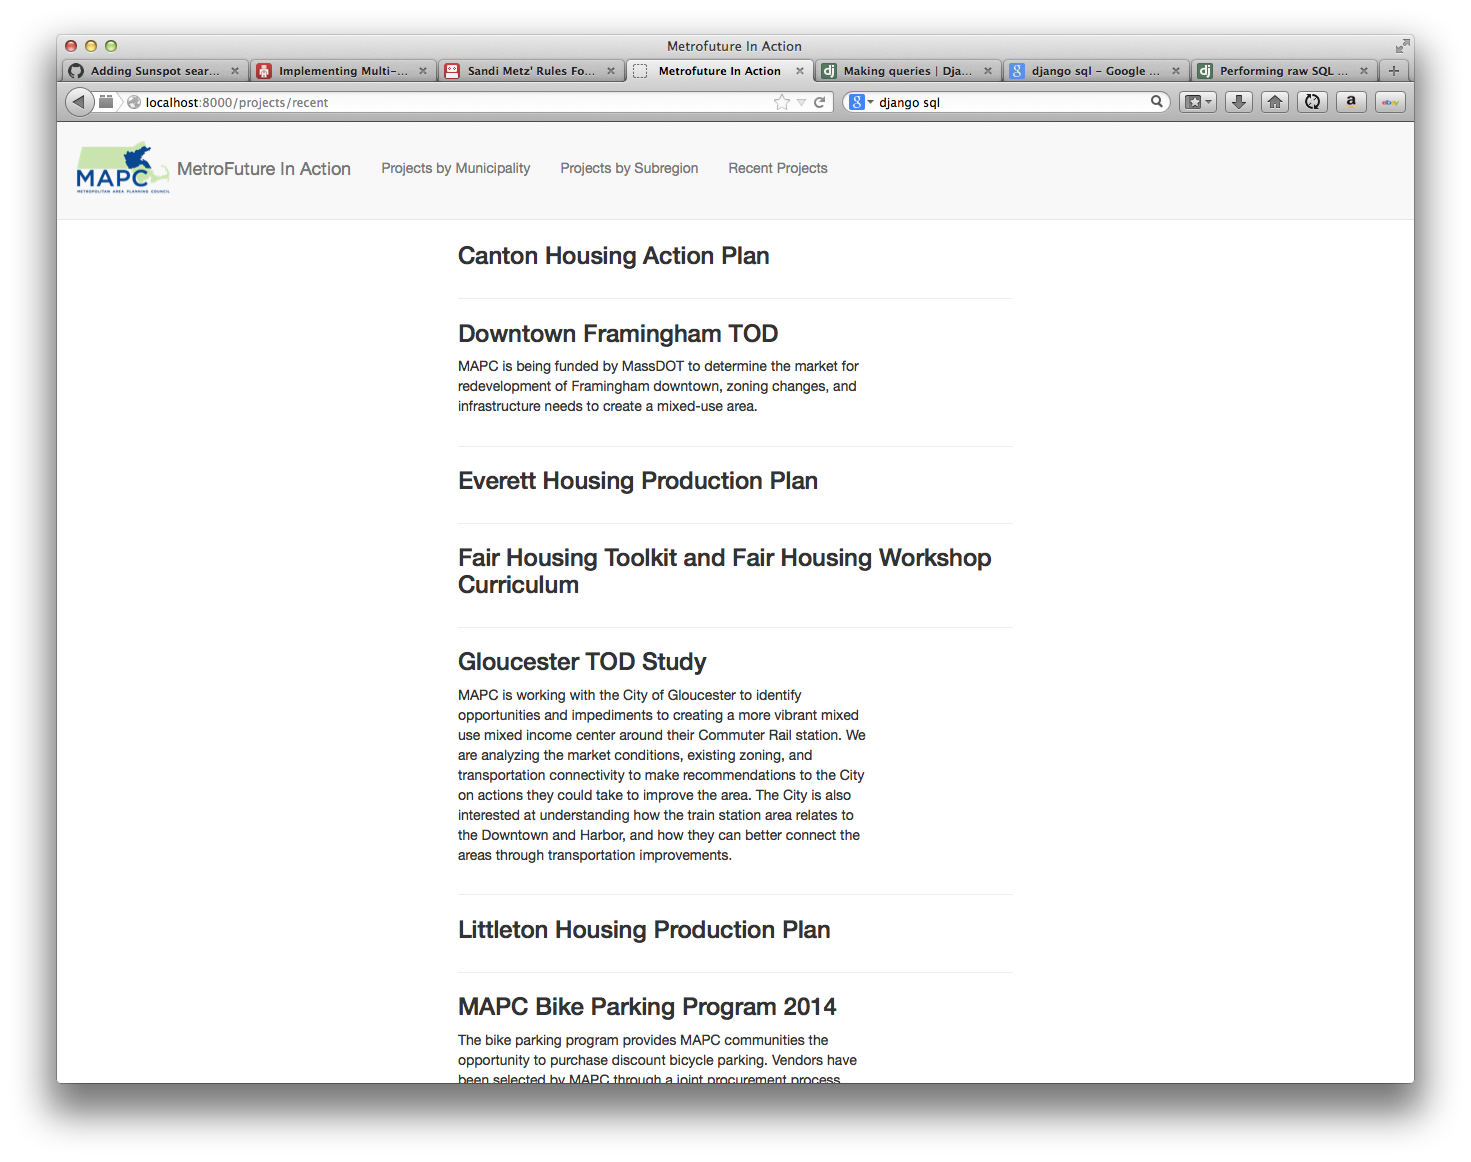 Metrofuture In Action
Adding Sunspot sear...
Implementing Multi-...
Sandi Metz' Rules Fo...
Metrofuture In Action
Making queries | Dja...
django sql - Google ...
Performing raw SQL ...
localhost:8000/projects/recent
django sql
MAPC
METROPOLITAN AREA PLANNING COUNCIL
MetroFuture In Action
Projects by Municipality
Projects by Subregion
Recent Projects
Canton Housing Action Plan
Downtown Framingham TOD
MAPC is being funded by MassDOT to determine the market for
redevelopment of Framingham downtown, zoning changes, and
infrastructure needs to create a mixed-use area.
Everett Housing Production Plan
Fair Housing Toolkit and Fair Housing Workshop
Curriculum
Gloucester TOD Study
MAPC is working with the City of Gloucester to identify
opportunities and impediments to creating a more vibrant mixed
use mixed income center around their Commuter Rail station. We
are analyzing the market conditions, existing zoning, and
transportation connectivity to make recommendations to the City
on actions they could take to improve the area. The City is also
interested at understanding how the train station area relates to
the Downtown and Harbor, and how they can better connect the
areas through transportation improvements.
Littleton Housing Production Plan
MAPC Bike Parking Program 2014
The bike parking program provides MAPC communities the
opportunity to purchase discount bicycle parking. Vendors have
been selected by MAPC through a joint procurement process